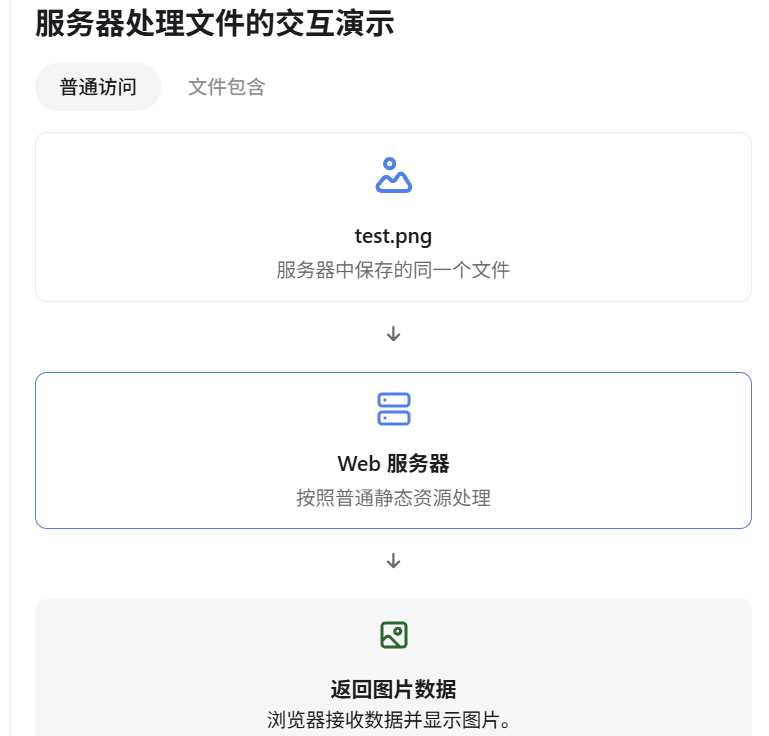 服务器处理文件的交互演示
普通访问
文件包含
test.png
服务器中保存的同一个文件
Web 服务器
按照普通静态资源处理
返回图片数据
浏览器接收数据并显示图片。